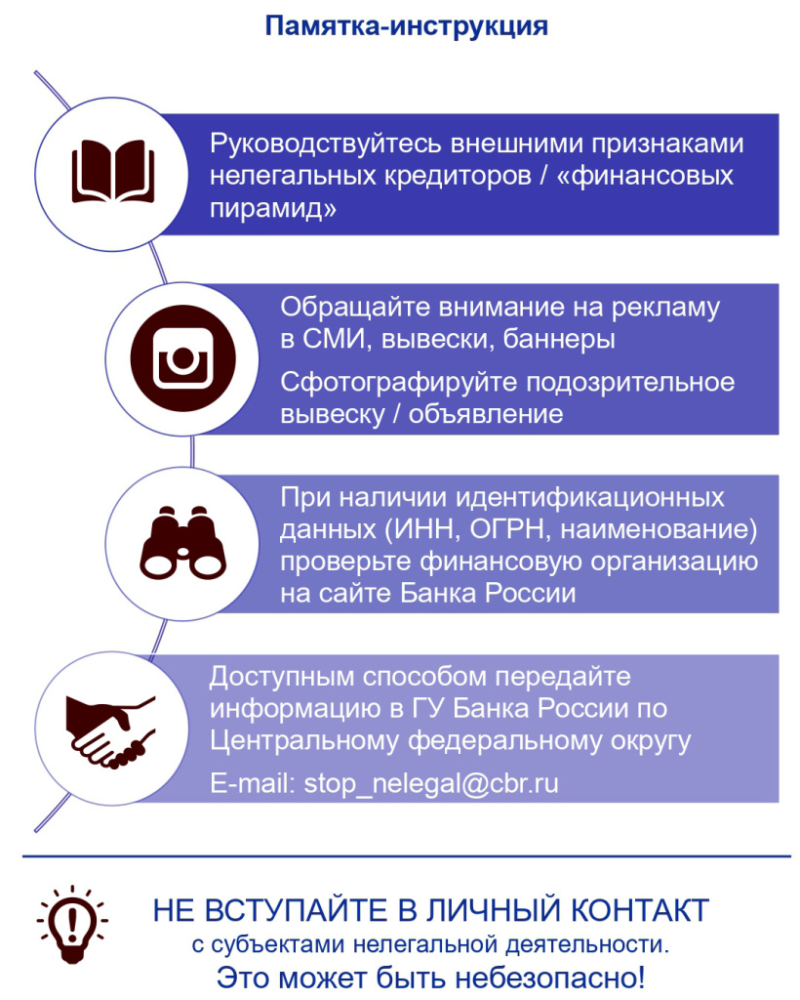 Памятка-инструкция
Руководствуйтесь внешними признаками
нелегальных кредиторов / «финансовых
пирамид»
Обращайте внимание на рекламу
в СМИ, вывески, баннеры
Сфотографируйте подозрительное
вывеску / объявление
При наличии идентификационных
данных (ИНН, ОГРН, наименование)
проверьте финансовую организацию
на сайте Банка России
Доступным способом передайте
информацию в ГУ Банка России по
Центральному федеральному округу
E-mail: stop_nelegal@cbr.ru
НЕ ВСТУПАЙТЕ В ЛИЧНЫЙ КОНТАКТ
с субъектами нелегальной деятельности.
Это может быть небезопасно!